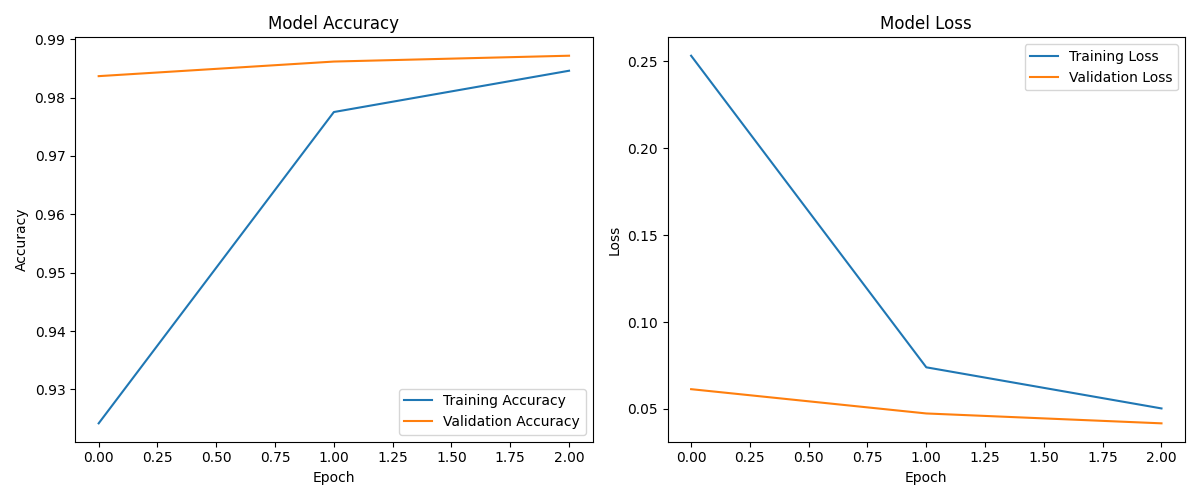 Model Accuracy
0.99
0.98
0.97
0.96
0.95
0.94
0.93
Accuracy
Training Accuracy
Validation Accuracy
0.00 0.25 0.50 0.75 1.00 1.25 1.50 1.75 2.00
Epoch
Model Loss
0.25
0.20
0.15
0.10
0.05
Loss
Training Loss
Validation Loss
0.00 0.25 0.50 0.75 1.00 1.25 1.50 1.75 2.00
Epoch